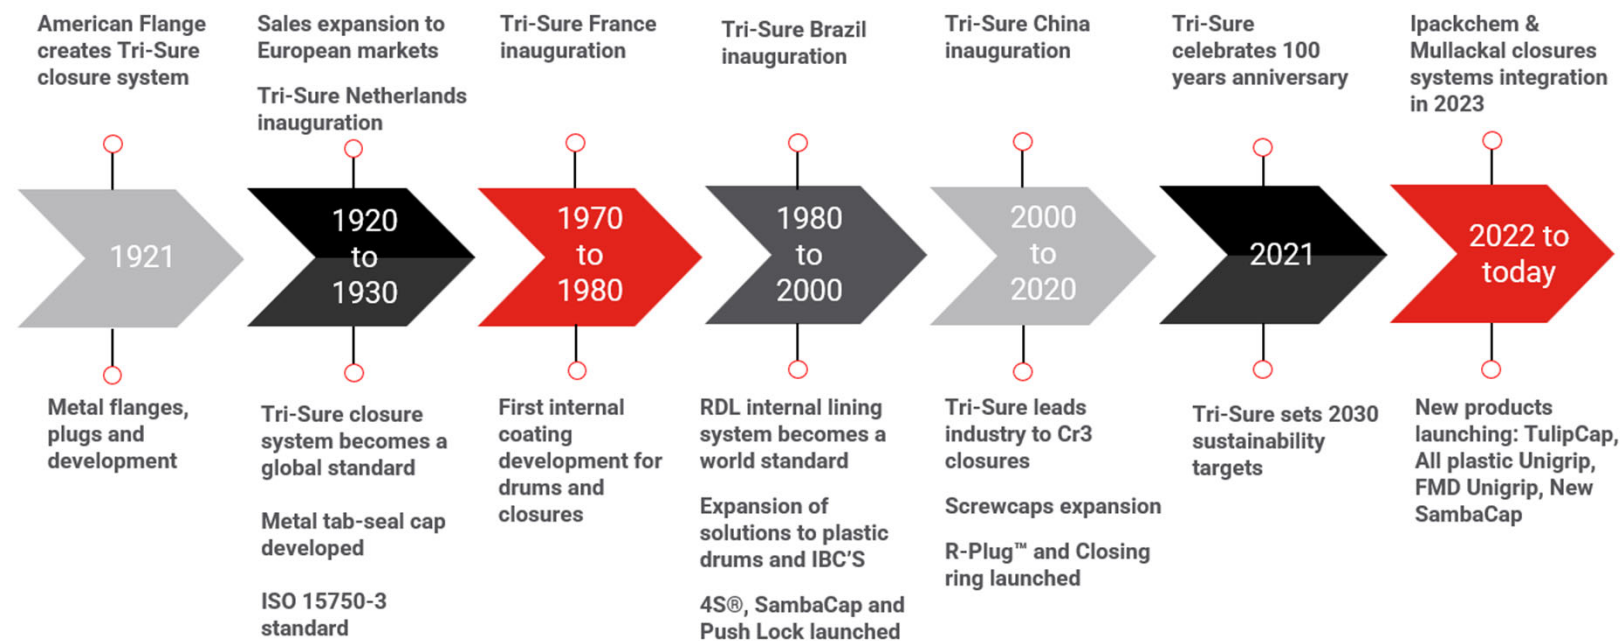 American Flange
creates Tri-Sure
closure system
1921
Metal flanges,
plugs and
development
Sales expansion to
European markets
Tri-Sure Netherlands
inauguration
1920
to
1930
Tri-Sure closure
system becomes a
global standard
Metal tab-seal cap
developed
ISO 15750-3
standard
Tri-Sure France
inauguration
1970
to
1980
First internal
coating
development for
drums and
closures
Tri-Sure Brazil
inauguration
1980
to
2000
RDL internal lining
system becomes a
world standard
Expansion of
solutions to plastic
drums and IBC'S
4S®, SambaCap and
Push Lock launched
Tri-Sure China
inauguration
2000
to
2020
Tri-Sure leads
industry to Cr3
closures
Screwcaps expansion
R-Plug™ and Closing
ring launched
Tri-Sure
celebrates 100
years anniversary
2021
Tri-Sure sets 2030
sustainability
targets
Ipackchem &
Mullackal closures
systems integration
in 2023
2022 to
today
New products
launching: TulipCap,
All plastic Unigrip,
FMD Unigrip, New
SambaCap